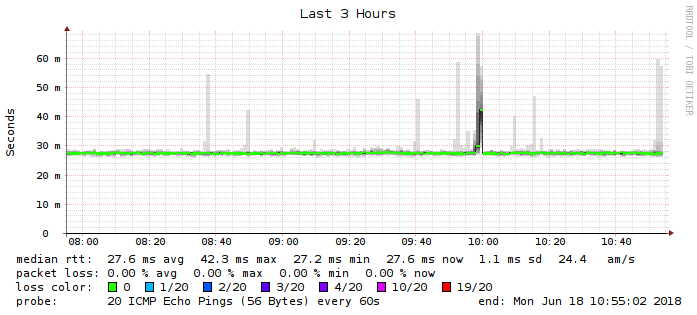 Last 3 Hours
RRDTOOL / TOBI OETIKER
Seconds
60 m
50 m
40 m
30 m
20 m
10 m
0
08:00 08:20 08:40 09:00 09:20 09:40 10:00 10:20 10:40
median rtt: 27.6 ms avg 42.3 ms max 27.2 ms min 27.6 ms now 1.1 ms sd 24.4 am/s
packet loss: 0.00 % avg 0.00 % max 0.00 % min 0.00 % now
loss color: 0 1/20 2/20 3/20 4/20 10/20 19/20
probe: 20 ICMP Echo Pings (56 Bytes) every 60s end: Mon Jun 18 10:55:02 2018